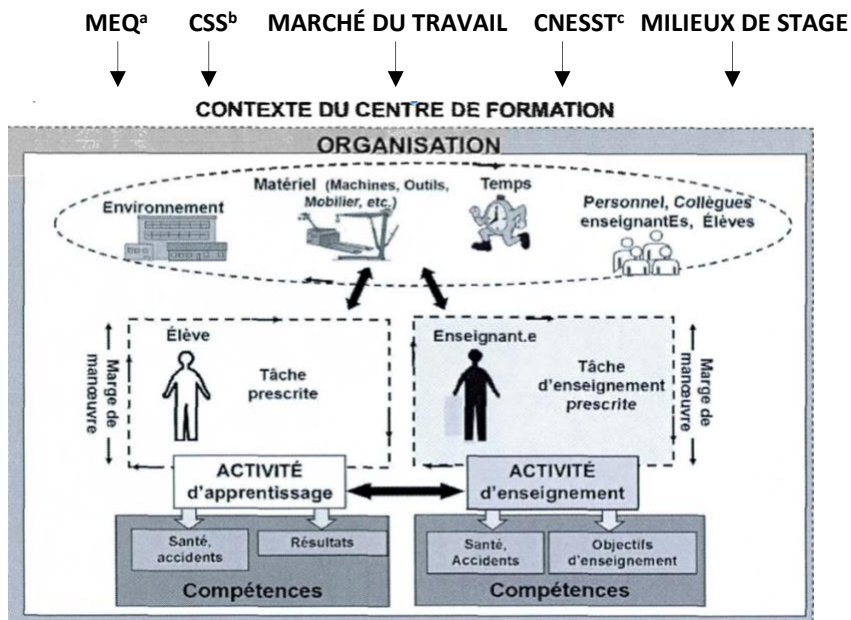 MEQᵃ CSSᵇ MARCHÉ DU TRAVAIL CNESSTᶜ MILIEUX DE STAGE
CONTEXTE DU CENTRE DE FORMATION
ORGANISATION
Environnement
Matériel (Machines, Outils,
Mobilier, etc.)
Temps
Personnel, Collègues
enseignantEs, Élèves
Marge de
manœuvre
Élève
Tâche
prescrite
Enseignant.e
Tâche
d'enseignement
prescrite
Marge de
manœuvre
ACTIVITÉ
d'apprentissage
ACTIVITÉ
d'enseignement
Santé,
accidents
Résultats
Compétences
Santé,
Accidents
Objectifs
d'enseignement
Compétences